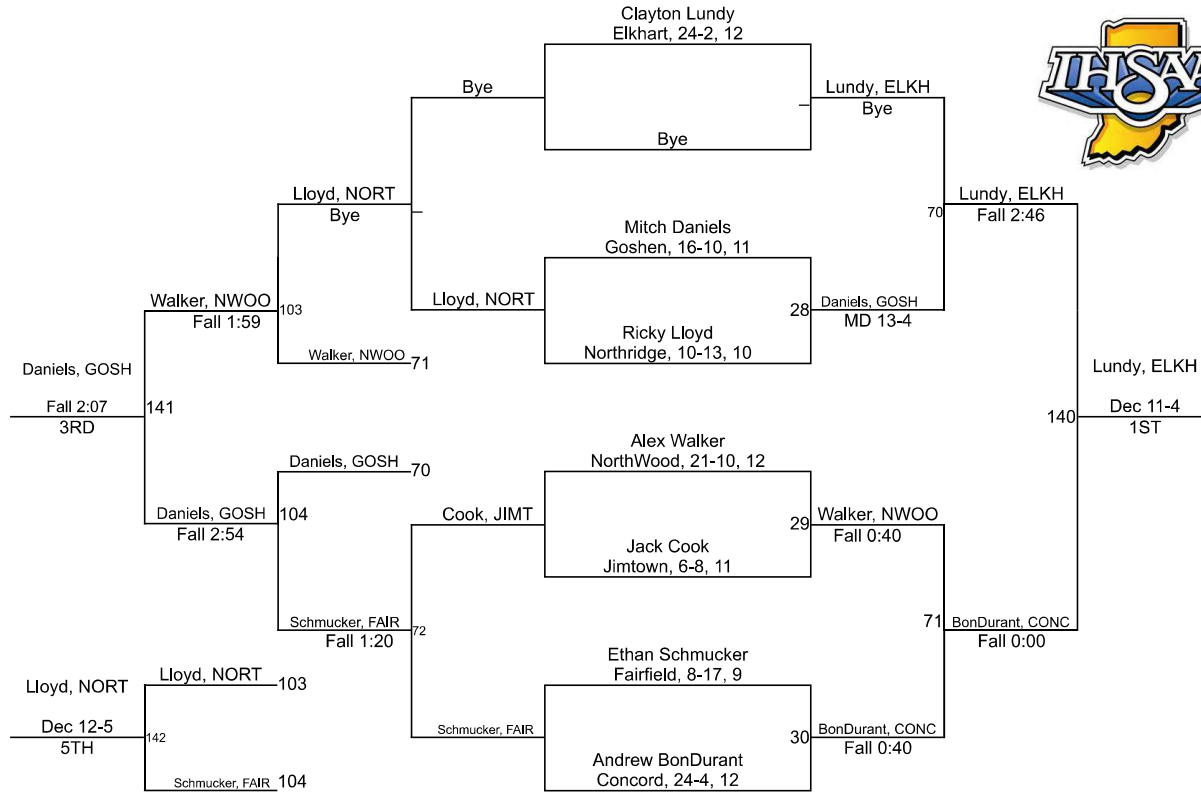 Clayton Lundy
Elkhart, 24-2, 12
IHSAA
Bye
Lundy, ELKH
Bye
Bye
Lloyd, NORT
Bye
Lundy, ELKH
70
Fall 2:46
Mitch Daniels
Goshen, 16-10, 11
Walker, NWOO
103
Fall 1:59
Lloyd, NORT
28
Daniels, GOSH
MD 13-4
Ricky Lloyd
Northridge, 10-13, 10
Walker, NWOO
71
Daniels, GOSH
Lundy, ELKH
Fall 2:07
141
3RD
140
Dec 11-4
1ST
Alex Walker
NorthWood, 21-10, 12
Daniels, GOSH
70
Daniels, GOSH
104
Fall 2:54
Cook, JIMT
29
Walker, NWOO
Fall 0:40
Jack Cook
Jimtown, 6-8, 11
Schmucker, FAIR
72
Fall 1:20
71
BonDurant, CONC
Fall 0:00
Ethan Schmucker
Fairfield, 8-17, 9
Lloyd, NORT
Lloyd, NORT
103
Dec 12-5
142
5TH
Schmucker, FAIR
30
BonDurant, CONC
Fall 0:40
Andrew BonDurant
Concord, 24-4, 12
Schmucker, FAIR
104